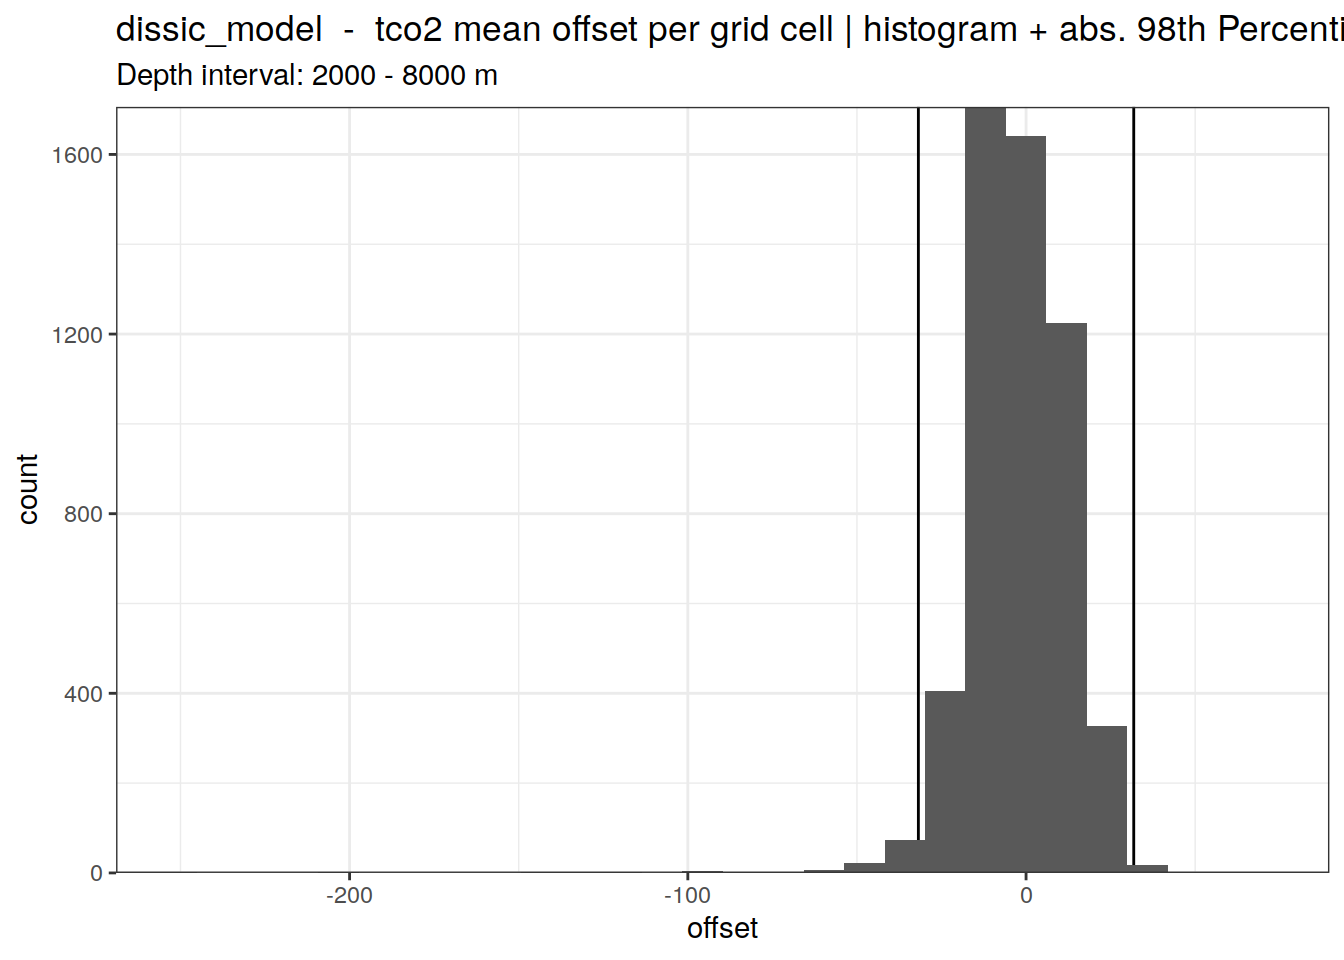 dissic_model  -  tco2 mean offset per grid cell | histogram + abs. 98th Percenti
Depth interval: 2000 - 8000 m
1600
1200
800
400
0
count
-200
-100
0
offset